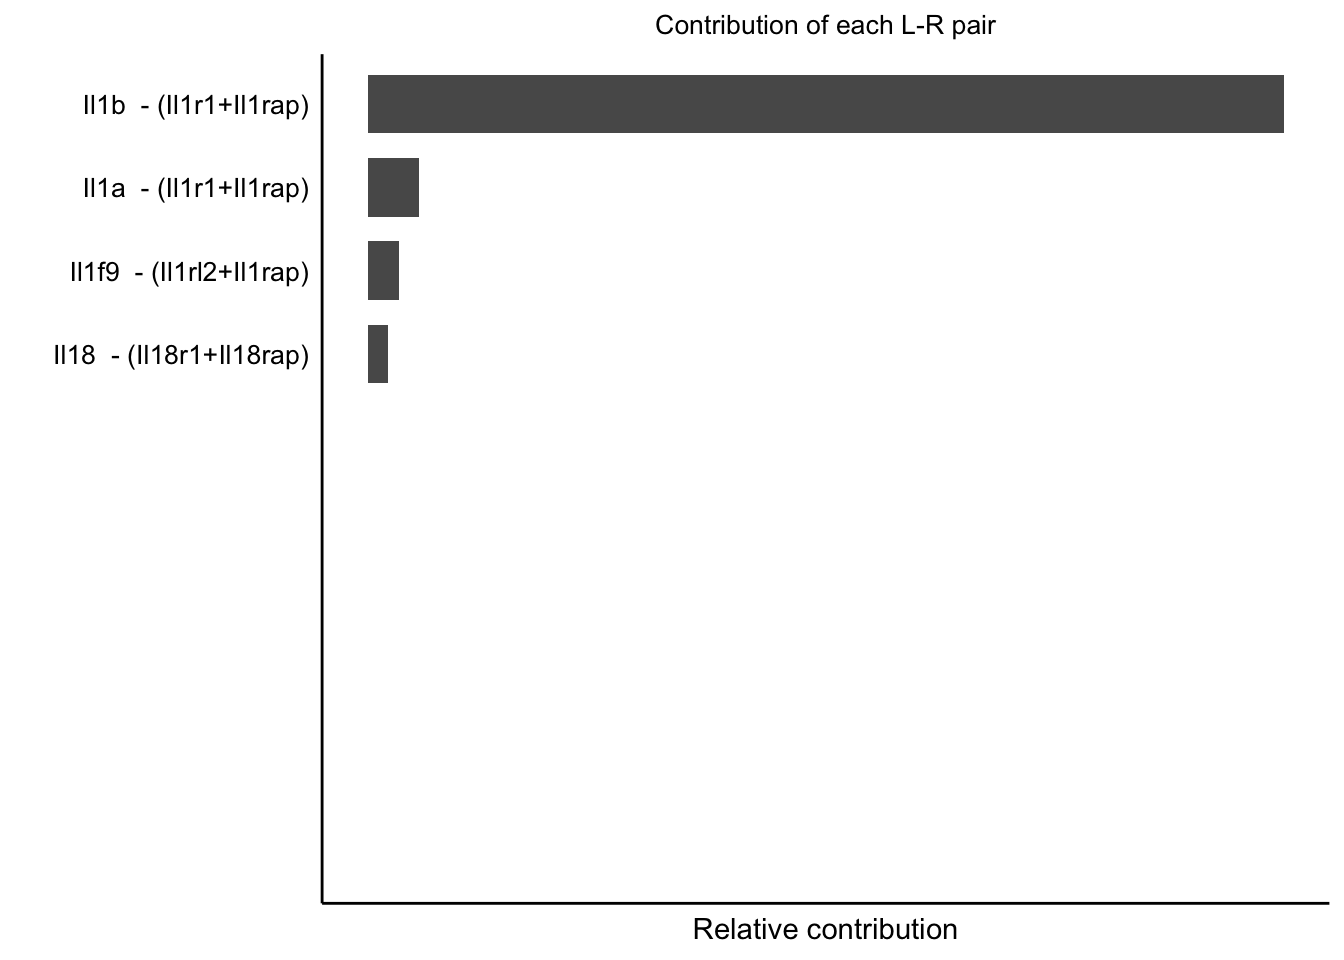 Contribution of each L-R pair
Il1b  - (Il1r1+Il1rap)
Il1a  - (Il1r1+Il1rap)
Il1f9  - (Il1rl2+Il1rap)
Il18  - (Il18r1+Il18rap)
Relative contribution